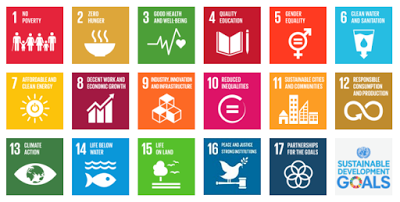 1 NO
POVERTY
2 ZERO
HUNGER
3 GOOD HEALTH
AND WELL-BEING
4 QUALITY
EDUCATION
5 GENDER
EQUALITY
6 CLEAN WATER
AND SANITATION
7 AFFORDABLE AND
CLEAN ENERGY
8 DECENT WORK AND
ECONOMIC GROWTH
9 INDUSTRY, INNOVATION
AND INFRASTRUCTURE
10 REDUCED
INEQUALITIES
11 SUSTAINABLE CITIES
AND COMMUNITIES
12 RESPONSIBLE
CONSUMPTION
AND PRODUCTION
13 CLIMATE
ACTION
14 LIFE BELOW
WATER
15 LIFE
ON LAND
16 PEACE AND JUSTICE
STRONG INSTITUTIONS
17 PARTNERSHIPS
FOR THE GOALS
SUSTAINABLE
DEVELOPMENT
GOALS